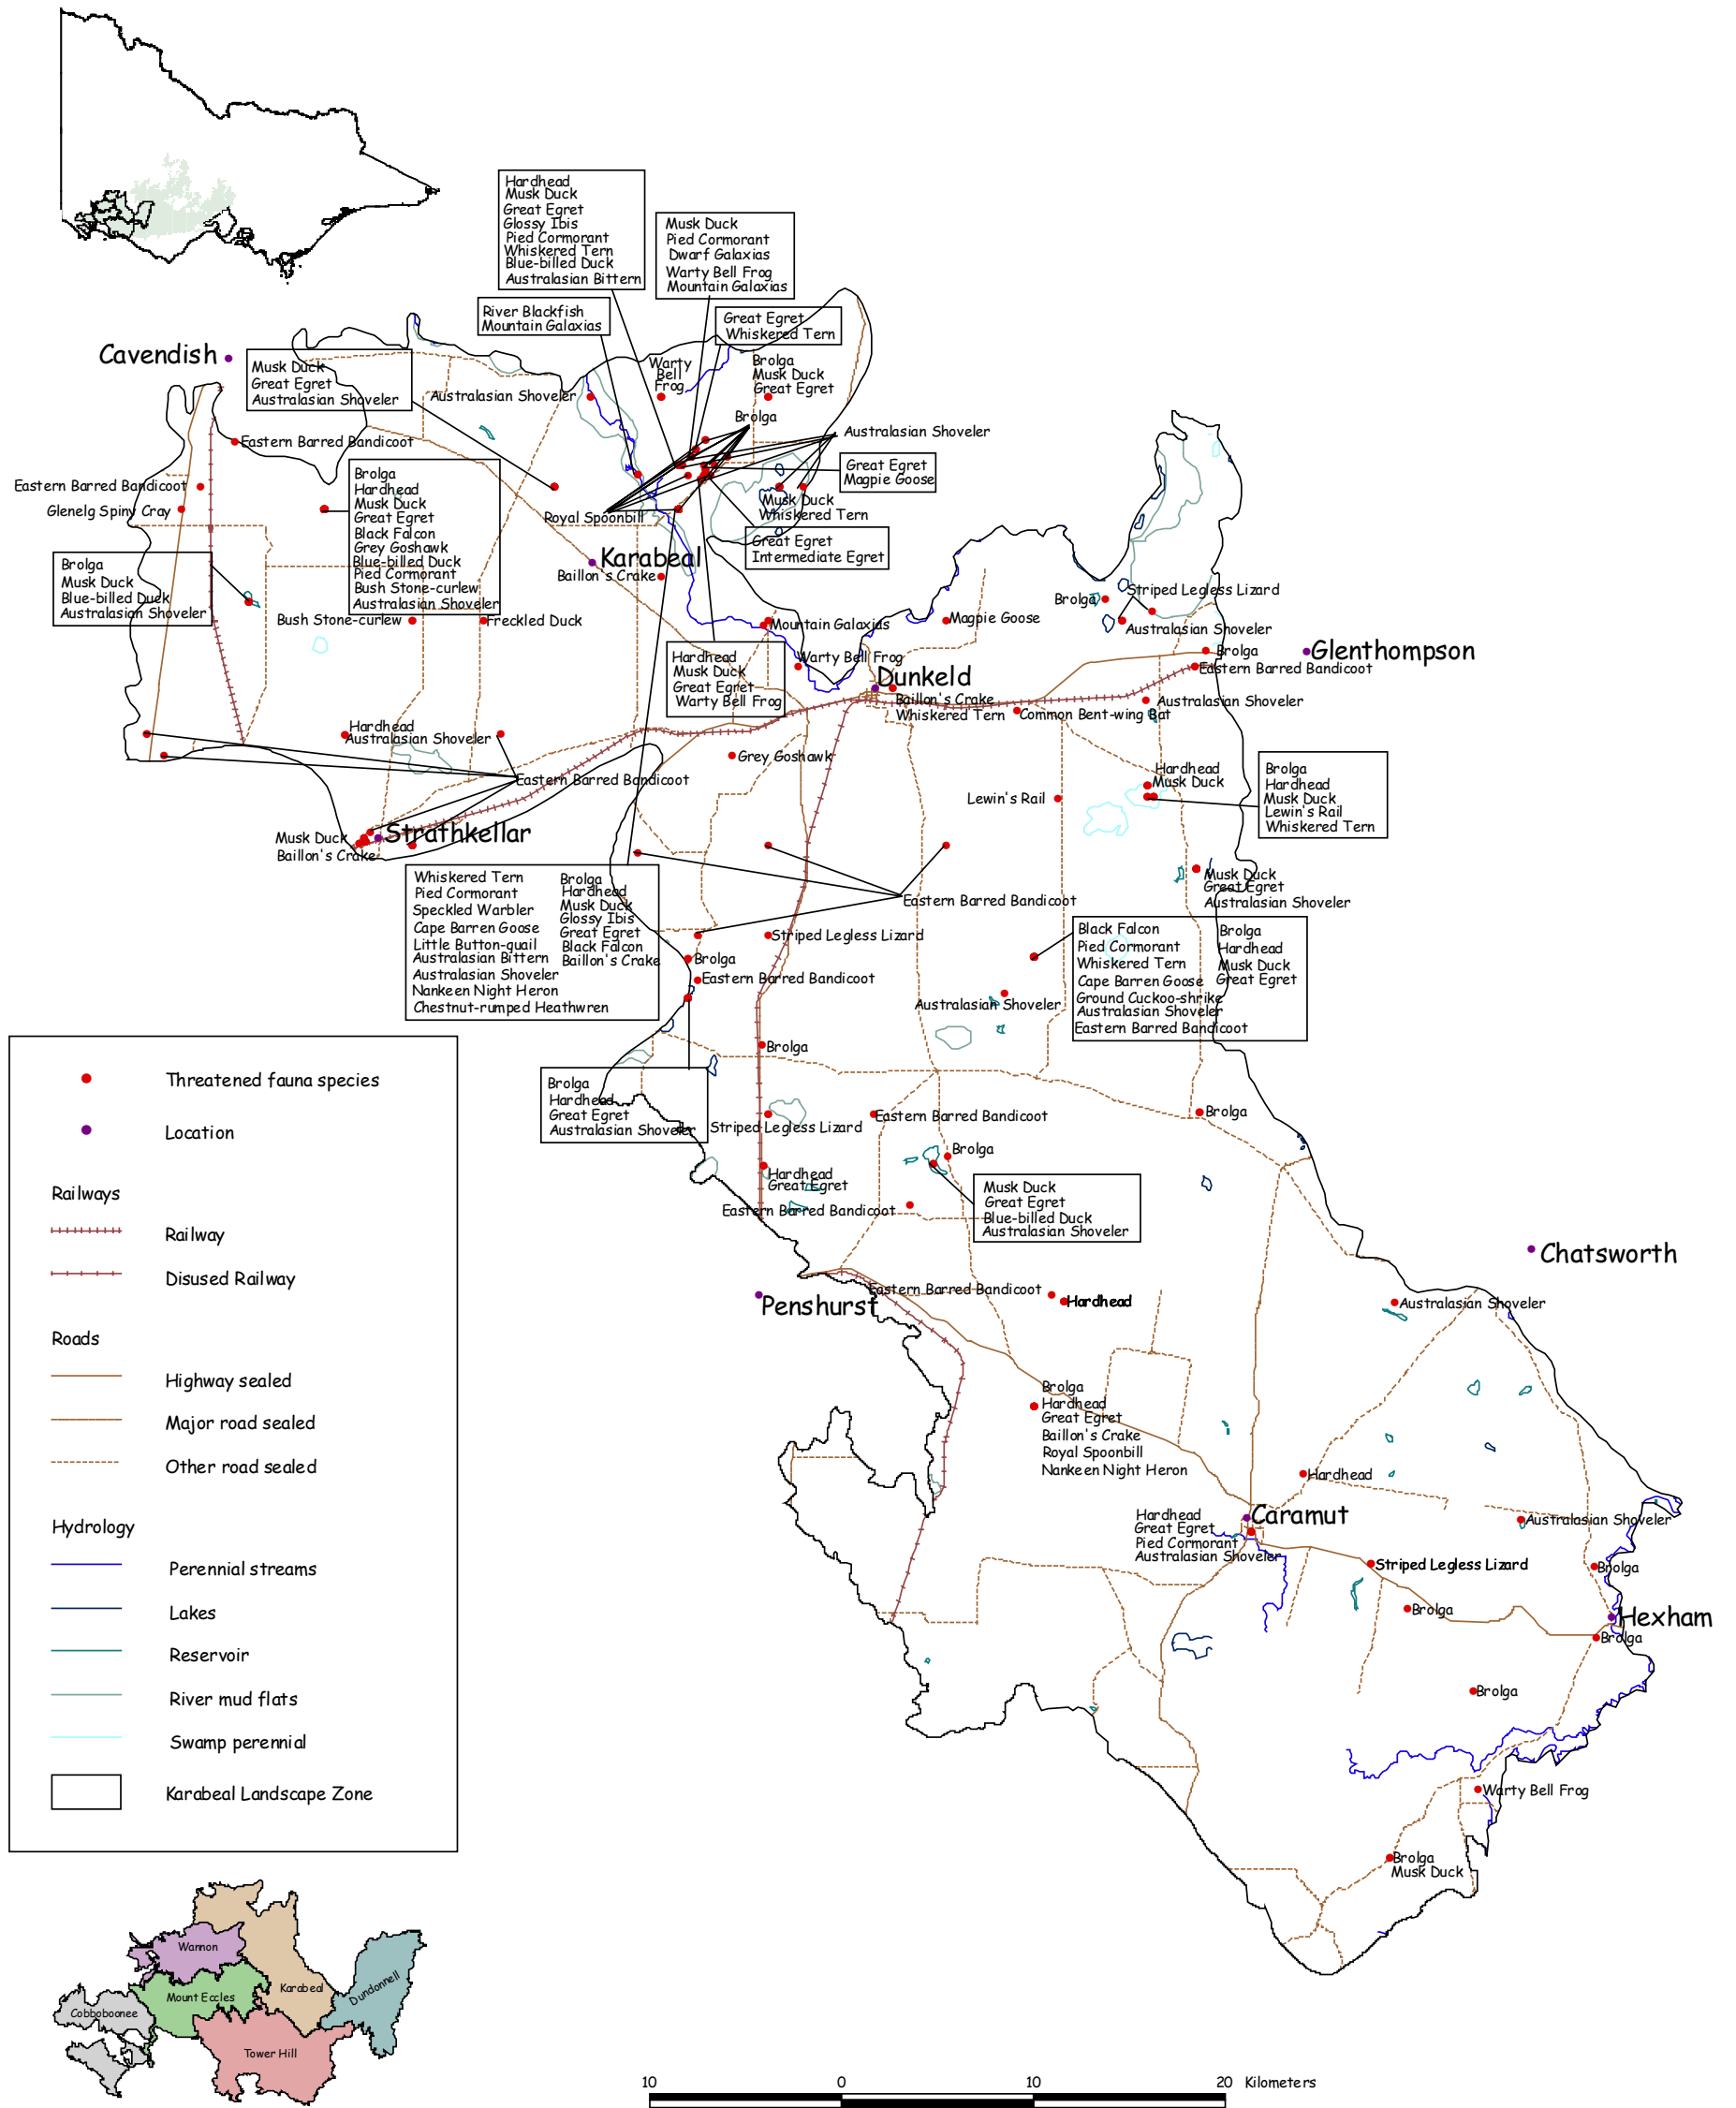 Hardhead
Musk Duck
Great Egret
Glossy Ibis
Pied Cormorant
Whiskered Tern
Blue-billed Duck
Australasian Bittern
Musk Duck
Pied Cormorant
Dwarf Galaxias
Warty Bell Frog
Mountain Galaxias
River Blackfish
Mountain Galaxias
Great Egret
Whiskered Tern
Cavendish
Musk Duck
Great Egret
Australasian Shoveler
Australasian Shoveler
Warty
Bell
Frog
Brolga
Musk Duck
Great Egret
Brolga
Australasian Shoveler
Eastern Barred Bandicoot
Great Egret
Magpie Goose
Eastern Barred Bandicoot
Glenelg Spiny Cray
Brolga
Hardhead
Musk Duck
Great Egret
Black Falcon
Grey Goshawk
Blue-billed Duck
Pied Cormorant
Bush Stone-curlew
Australasian Shoveler
Musk Duck
Whiskered Tern
Royal Spoonbill
Great Egret
Intermediate Egret
Karabeal
Baillon's Crake
Brolga
Musk Duck
Blue-billed Duck
Australasian Shoveler
Bush Stone-curlew
Freckled Duck
Mountain Galaxias
Magpie Goose
Brolga
Striped Legless Lizard
Australasian Shoveler
Brolga
Glenthompson
Eastern Barred Bandicoot
Hardhead
Musk Duck
Great Egret
Warty Bell Frog
Warty Bell Frog
Dunkeld
Baillon's Crake
Whiskered Tern
Common Bent-wing Bat
Australasian Shoveler
Hardhead
Australasian Shoveler
Eastern Barred Bandicoot
Grey Goshawk
Lewin's Rail
Hardhead
Musk Duck
Brolga
Hardhead
Musk Duck
Lewin's Rail
Whiskered Tern
Musk Duck
Strathkellar
Baillon's Crake
Whiskered Tern
Pied Cormorant
Speckled Warbler
Cape Barren Goose
Little Button-quail
Australasian Bittern
Australasian Shoveler
Nankeen Night Heron
Chestnut-rumped Heathwren
Brolga
Hardhead
Musk Duck
Glossy Ibis
Great Egret
Black Falcon
Baillon's Crake
Eastern Barred Bandicoot
Musk Duck
Great Egret
Australasian Shoveler
Striped Legless Lizard
Brolga
Eastern Barred Bandicoot
Black Falcon
Pied Cormorant
Whiskered Tern
Cape Barren Goose
Ground Cuckoo-shrike
Australasian Shoveler
Eastern Barred Bandicoot
Brolga
Hardhead
Musk Duck
Great Egret
Australasian Shoveler
Brolga
Brolga
Hardhead
Great Egret
Australasian Shoveler
Striped Legless Lizard
Eastern Barred Bandicoot
Brolga
Brolga
Hardhead
Great Egret
Eastern Barred Bandicoot
Musk Duck
Great Egret
Blue-billed Duck
Australasian Shoveler
Chatsworth
Eastern Barred Bandicoot
Hardhead
Penshurst
Australasian Shoveler
Brolga
Hardhead
Great Egret
Baillon's Crake
Royal Spoonbill
Nankeen Night Heron
Hardhead
Hardhead
Great Egret
Pied Cormorant
Australasian Shoveler
Caramut
Australasian Shoveler
Striped Legless Lizard
Brolga
Brolga
Hexham
Brolga
Brolga
Warty Bell Frog
Brolga
Musk Duck
Threatened fauna species
Location
Railways
Railway
Disused Railway
Roads
Highway sealed
Major road sealed
Other road sealed
Hydrology
Perennial streams
Lakes
Reservoir
River mud flats
Swamp perennial
Karabeal Landscape Zone
Wannon
Karabeal
Dundonnell
Mount Eccles
Cobboboonee
Tower Hill
10 0 10 20 Kilometers